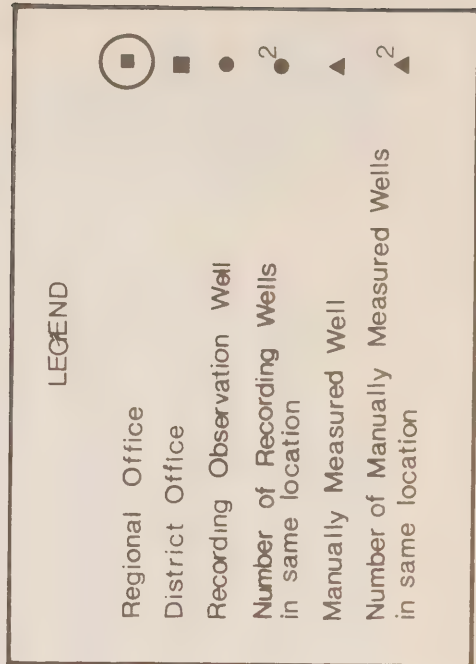 LEGEND
Regional Office
District Office
Recording Observation Well
Number of Recording Wells
in same location
2
Manually Measured Well
Number of Manually Measured Wells
in same location
2